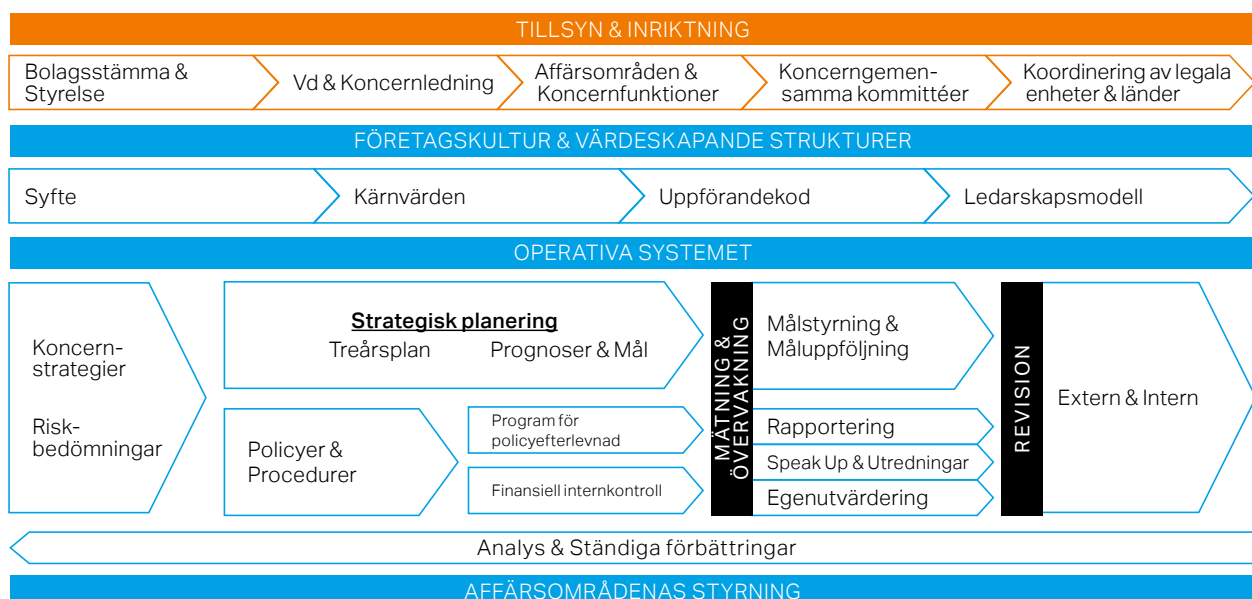 TILLSYN & INRIKTNING
Bolagsstämma &
Styrelse
Vd & Koncernledning
Affärsområden &
Koncernfunktioner
Koncerngemen-
samma kommittéer
Koordinering av legala
enheter & länder
FÖRETAGSKULTUR & VÄRDESKAPANDE STRUKTURER
Syfte
Kärnvärden
Uppförandekod
Ledarskapsmodell
OPERATIVA SYSTEMET
Koncern-
strategier
Risk-
bedömningar
Strategisk planering
Treårsplan
Prognoser & Mål
Policyer &
Procedurer
Program för
policyefterlevnad
Finansiell internkontroll
MÄTNING &
ÖVERVAKNING
Målstyrning &
Måluppföljning
Rapportering
Speak Up & Utredningar
Egenutvärdering
REVISION
Extern & Intern
Analys & Ständiga förbättringar
AFFÄRSOMRÅDENAS STYRNING